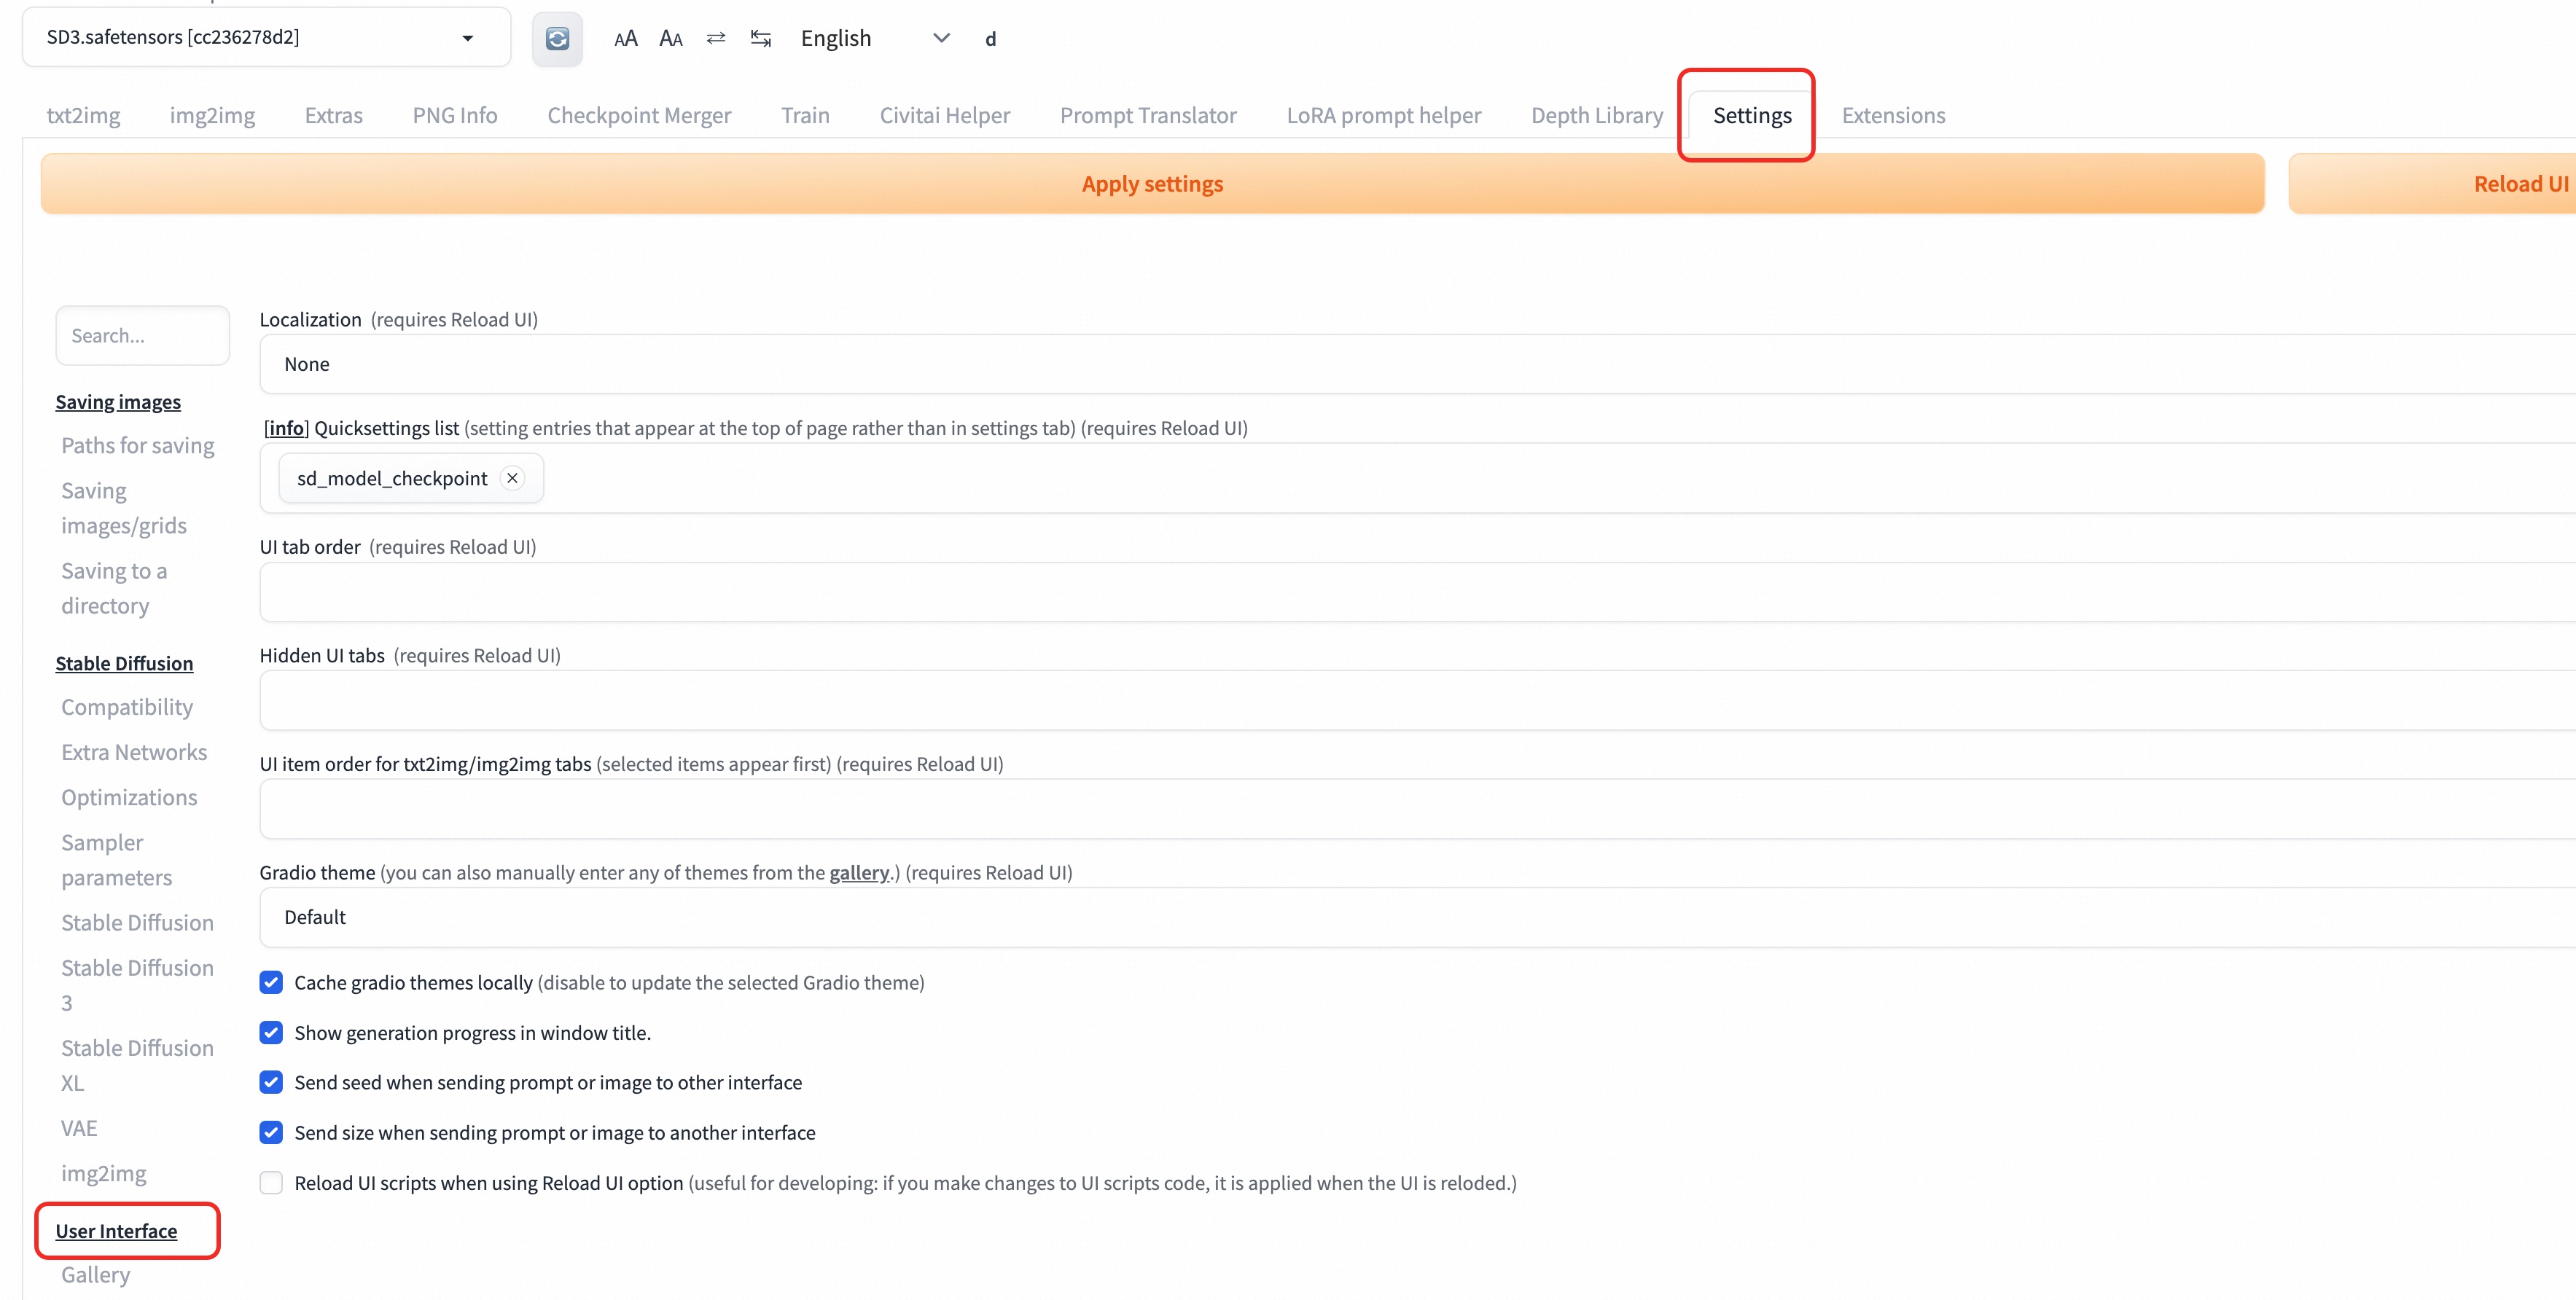 SD3.safetensors [cc236278d2]
AA AA English d
txt2img img2img Extras PNG Info Checkpoint Merger Train Civitai Helper Prompt Translator LoRA prompt helper Depth Library Settings Extensions
Apply settings Reload UI
Search...
Saving images
Paths for saving
Saving
images/grids
Saving to a
directory
Stable Diffusion
Compatibility
Extra Networks
Optimizations
Sampler
parameters
Stable Diffusion
Stable Diffusion
3
Stable Diffusion
XL
VAE
img2img
User Interface
Gallery
Localization (requires Reload UI)
None
[info] Quicksettings list (setting entries that appear at the top of page rather than in settings tab) (requires Reload UI)
sd_model_checkpoint
UI tab order (requires Reload UI)
Hidden UI tabs (requires Reload UI)
UI item order for txt2img/img2img tabs (selected items appear first) (requires Reload UI)
Gradio theme (you can also manually enter any of themes from the gallery.) (requires Reload UI)
Default
Cache gradio themes locally (disable to update the selected Gradio theme)
Show generation progress in window title.
Send seed when sending prompt or image to other interface
Send size when sending prompt or image to another interface
Reload UI scripts when using Reload UI option (useful for developing: if you make changes to UI scripts code, it is applied when the UI is reloded.)